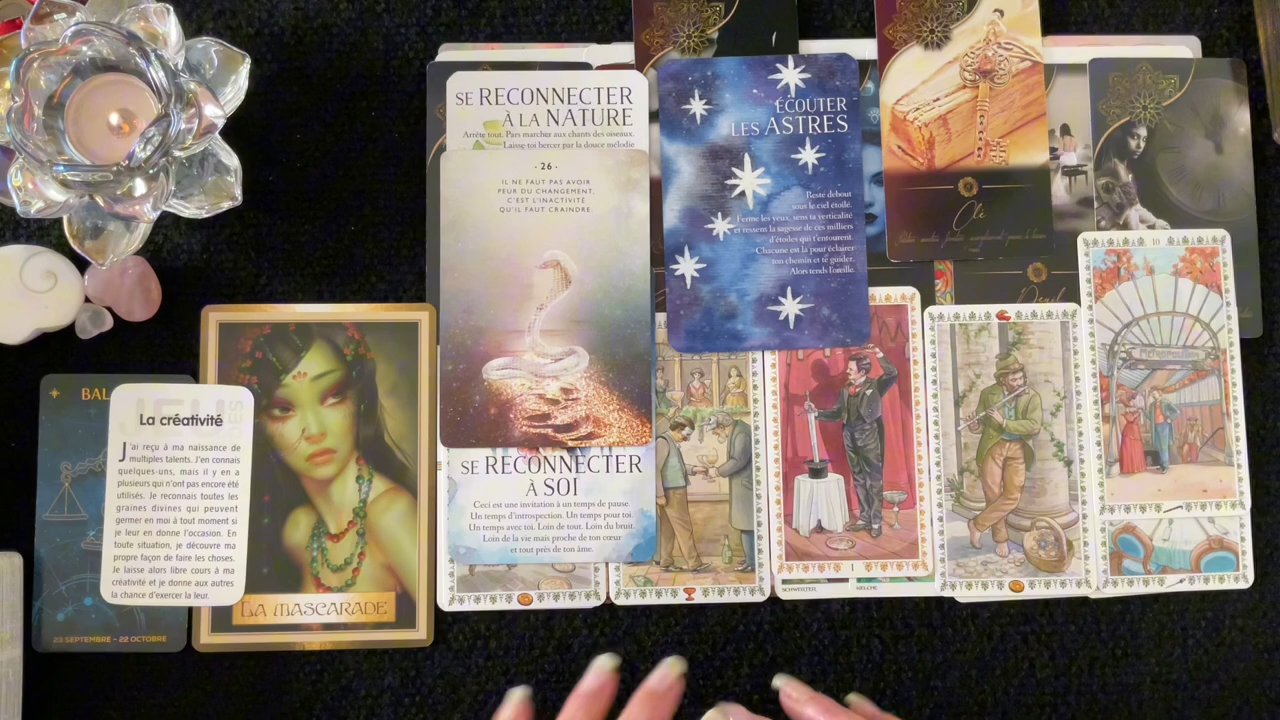 SE RECONNECTER
À LA NATURE
Arrête tout. Pars marcher aux chants des oiseaux.
Laisse-toi bercer par la douce mélodie
· 26 ·
IL NE FAUT PAS AVOIR
PEUR DU CHANGEMENT,
C'EST L'INACTIVITÉ
QU'IL FAUT CRAINDRE
SE RECONNECTER
À SOI
Ceci est une invitation à un temps de pause.
Un temps d'introspection. Un temps pour toi.
Un temps avec toi. Loin de tout. Loin du bruit.
Loin de la vie mais proche de ton cœur
et tout près de ton âme.
ÉCOUTER
LES ASTRES
Reste debout
sous le ciel étoilé.
Ferme les yeux, sens ta verticalité
et ressent la sagesse de ces milliers
d'étoiles qui t'entourent.
Chacune est là pour éclairer
ton chemin et te guider.
Alors tends l'oreille.
Clé
10
METROPOLITAIN
1
SCHWERTER
KELCHE
BAL
La créativité
J'ai reçu à ma naissance de
multiples talents. J'en connais
quelques-uns, mais il y en a
plusieurs qui n'ont pas encore été
utilisés. Je reconnais toutes les
graines divines qui peuvent
germer en moi à tout moment si
je leur en donne l'occasion. En
toute situation, je découvre ma
propre façon de faire les choses.
Je laisse alors libre cours à ma
créativité et je donne aux autres
la chance d'exercer la leur.
23 SEPTEMBRE - 22 OCTOBRE
LA MASCARADE